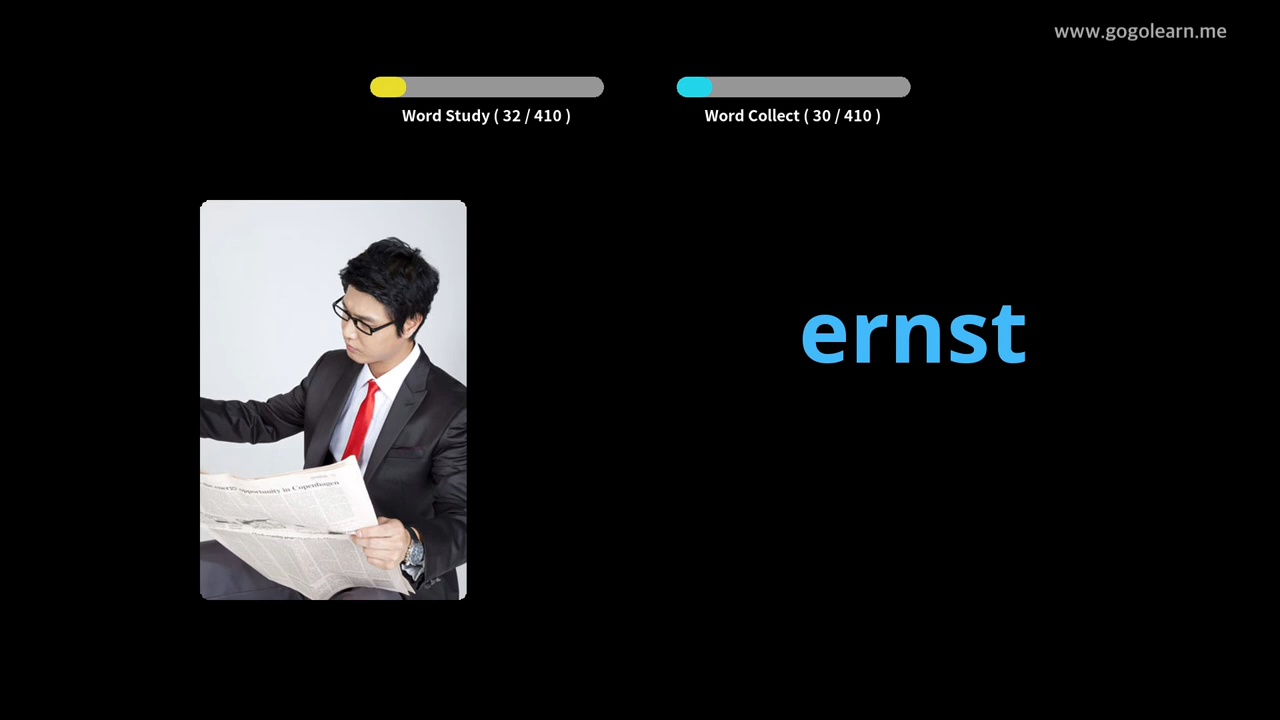 www.gogolearn.me
Word Study ( 32 / 410 )
Word Collect ( 30 / 410 )
ernst
opportunity in Copenhagen